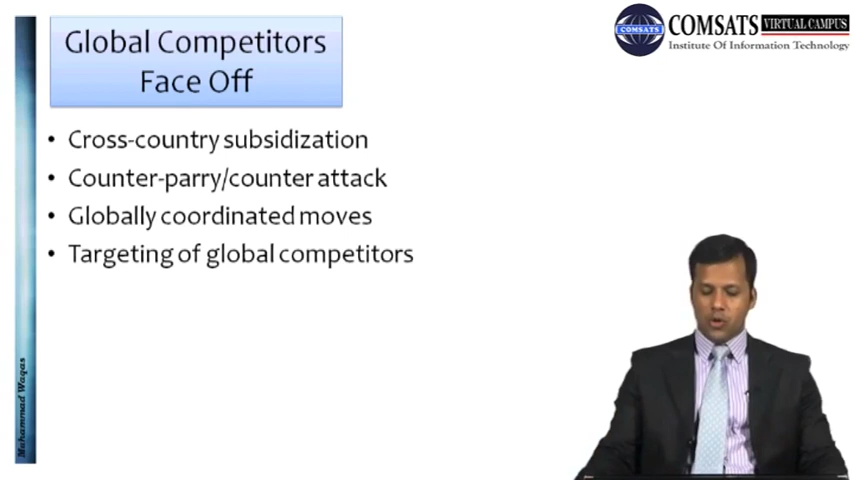 Global Competitors
Face Off
COMSATS
COMSATS VIRTUAL CAMPUS
Institute Of Information Technology
• Cross-country subsidization
• Counter-parry/counter attack
• Globally coordinated moves
• Targeting of global competitors
Muhammad Waqas